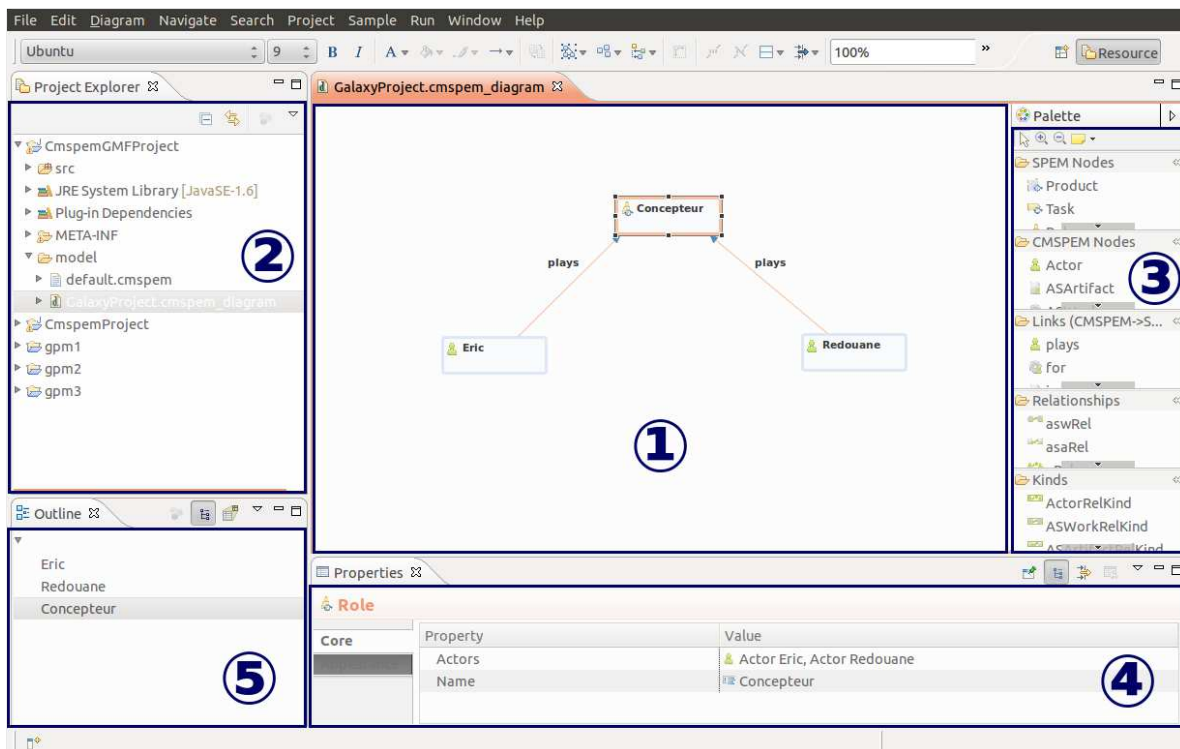 File Edit Diagram Navigate Search Project Sample Run Window Help
Ubuntu 9 B I A 100% » Resource
Project Explorer
CmspemGMFProject
src
JRE System Library [JavaSE-1.6]
Plug-in Dependencies
META-INF
model
default.cmspem
GalaxyProject.cmspem_diagram
CmspemProject
gpm1
gpm2
gpm3
2
GalaxyProject.cmspem_diagram
Concepteur
plays
plays
Eric
Redouane
1
Palette
SPEM Nodes
Product
Task
CMSPEM Nodes
Actor
ASArtifact
Links (CMSPEM->S...
plays
for
Relationships
aswRel
asaRel
Kinds
ActorRelKind
ASWorkRelKind
3
Outline
Eric
Redouane
Concepteur
5
Properties
Role
Core
Property Value
Actors Actor Eric, Actor Redouane
Name Concepteur
4